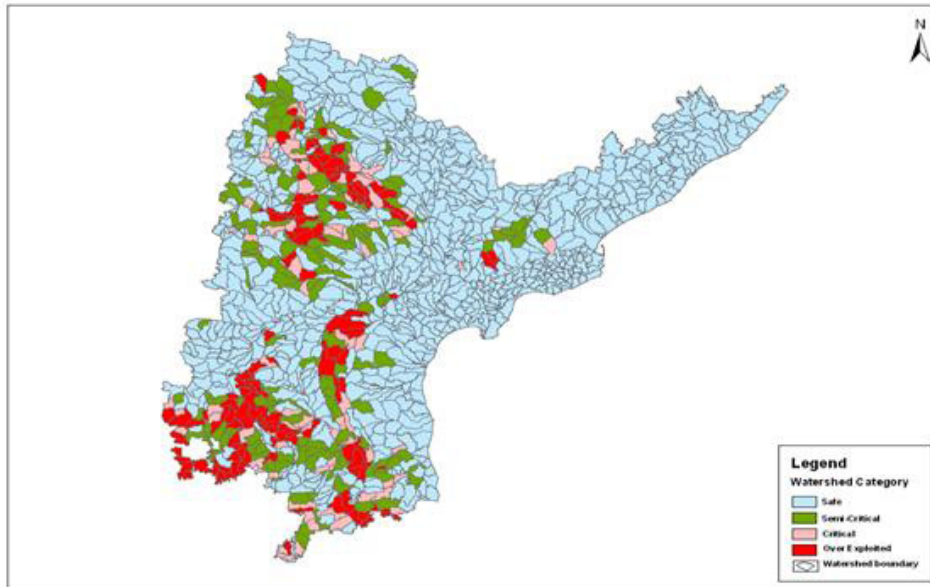 N
Legend
Watershed Category
Safe
Semi-Critical
Critical
Over Exploited
Watershed boundary